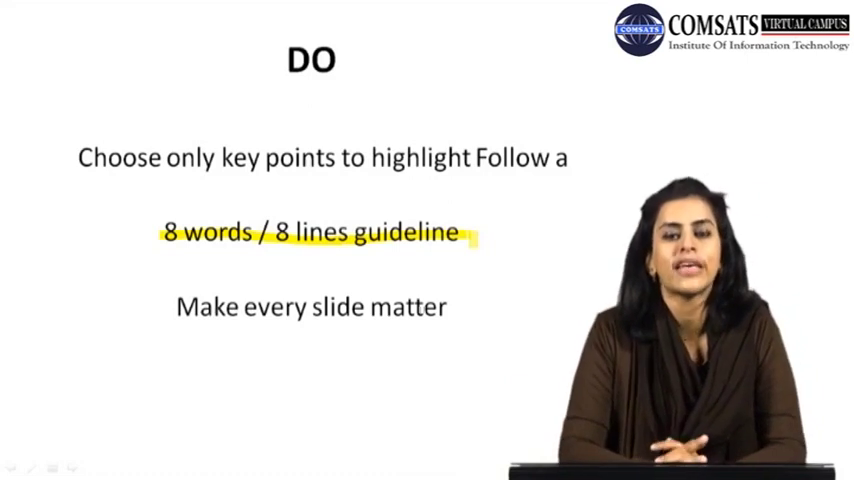 COMSATS VIRTUAL CAMPUS
COMSATS
Institute Of Information Technology
DO
Choose only key points to highlight Follow a
8 words / 8 lines guideline
Make every slide matter